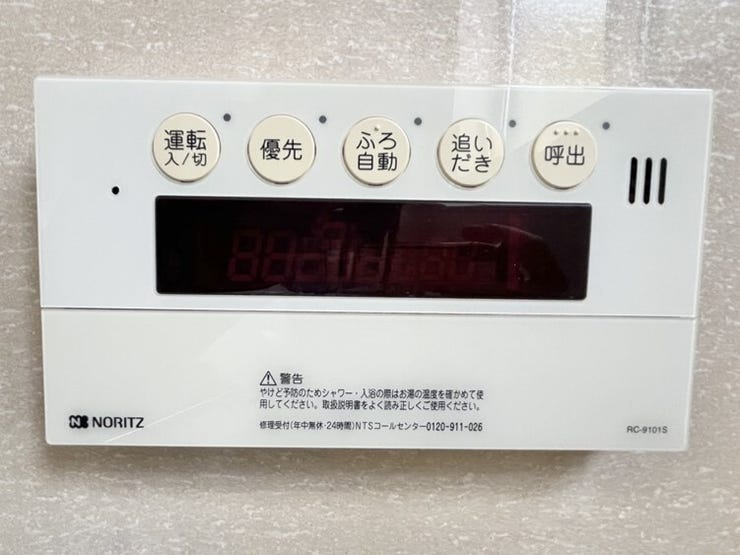 運転
入/切
優先
ふろ
自動
追い
だき
呼出
警告
やけど予防のためシャワー・入浴の際はお湯の温度を確かめて使
用してください。取扱説明書をよく読み正しくご使用ください。
修理受付(年中無休・24時間)NTSコールセンター0120-911-026
NORITZ
RC-9101S